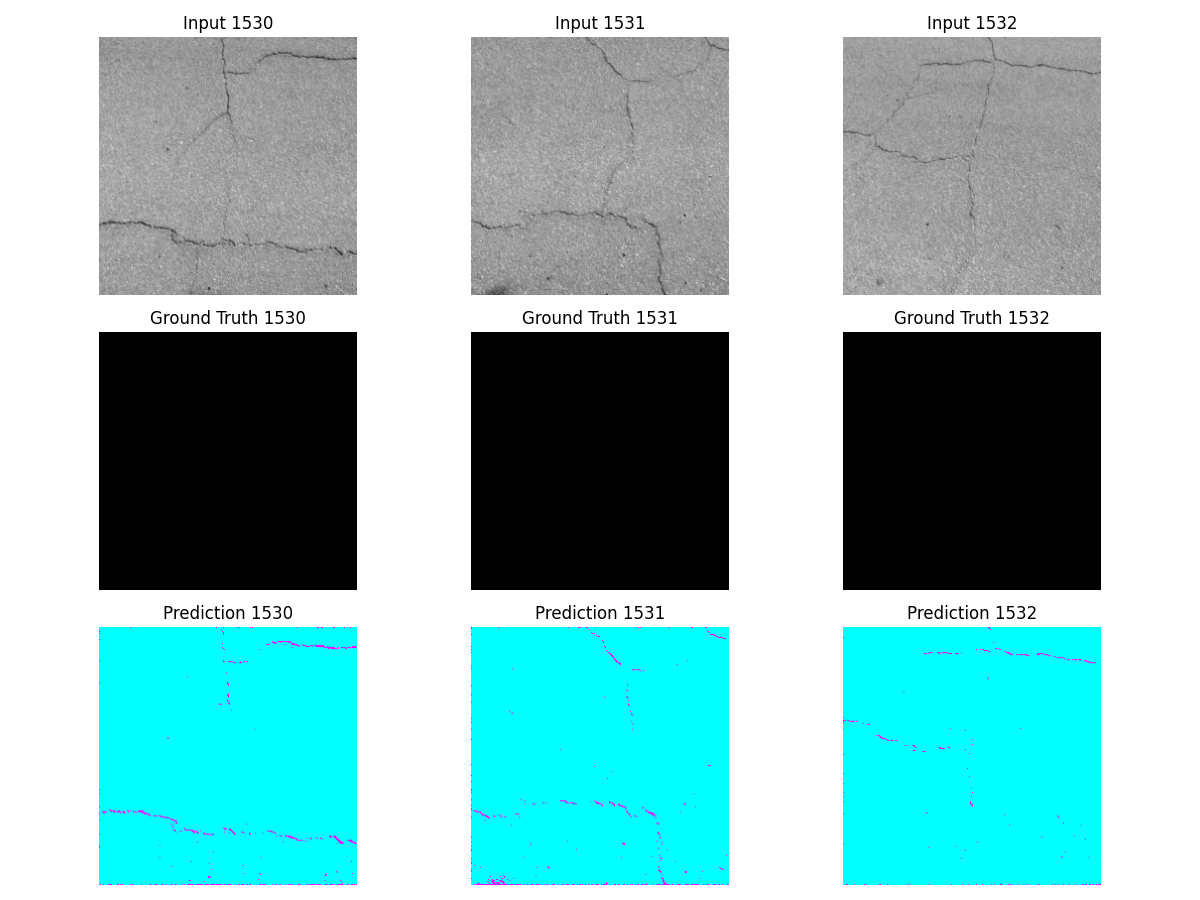 Input 1530
Input 1531
Input 1532
Ground Truth 1530
Ground Truth 1531
Ground Truth 1532
Prediction 1530
Prediction 1531
Prediction 1532